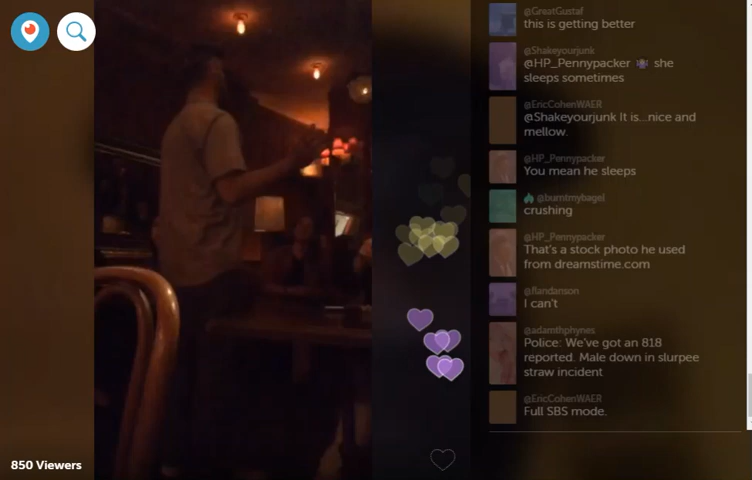 @GreatGustaf
this is getting better
@Shakeyourjunk
@HP_Pennypacker she
sleeps sometimes
@EricCohenWAER
@Shakeyourjunk It is...nice and
mellow.
@HP_Pennypacker
You mean he sleeps
@burntmybagel
crushing
@HP_Pennypacker
That's a stock photo he used
from dreamstime.com
@flandanson
I can't
@adamthphynes
Police: We've got an 818
reported. Male down in slurpee
straw incident
@EricCohenWAER
Full SBS mode.
850 Viewers